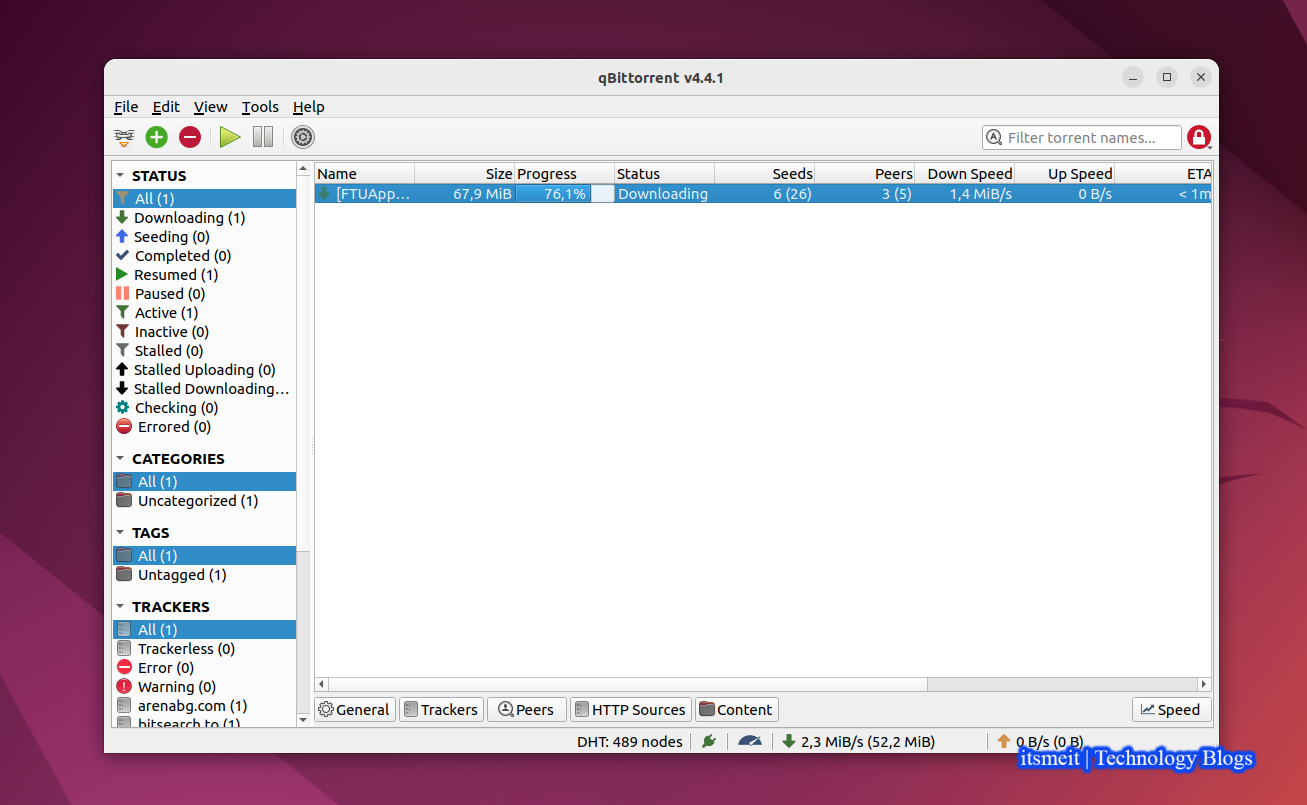 qBittorrent v4.4.1
File Edit View Tools Help
Filter torrent names...
STATUS
All (1)
Downloading (1)
Seeding (0)
Completed (0)
Resumed (1)
Paused (0)
Active (1)
Inactive (0)
Stalled (0)
Stalled Uploading (0)
Stalled Downloading...
Checking (0)
Errored (0)
CATEGORIES
All (1)
Uncategorized (1)
TAGS
All (1)
Untagged (1)
TRACKERS
All (1)
Trackerless (0)
Error (0)
Warning (0)
arenabg.com (1)
bitsearch.to (1)
Name Size Progress Status Seeds Peers Down Speed Up Speed ETA
[FTUApp... 67,9 MiB 76,1% Downloading 6 (26) 3 (5) 1,4 MiB/s 0 B/s < 1m
General Trackers Peers HTTP Sources Content Speed
DHT: 489 nodes 2,3 MiB/s (52,2 MiB) 0 B/s (0 B)
itsmeit | Technology Blogs